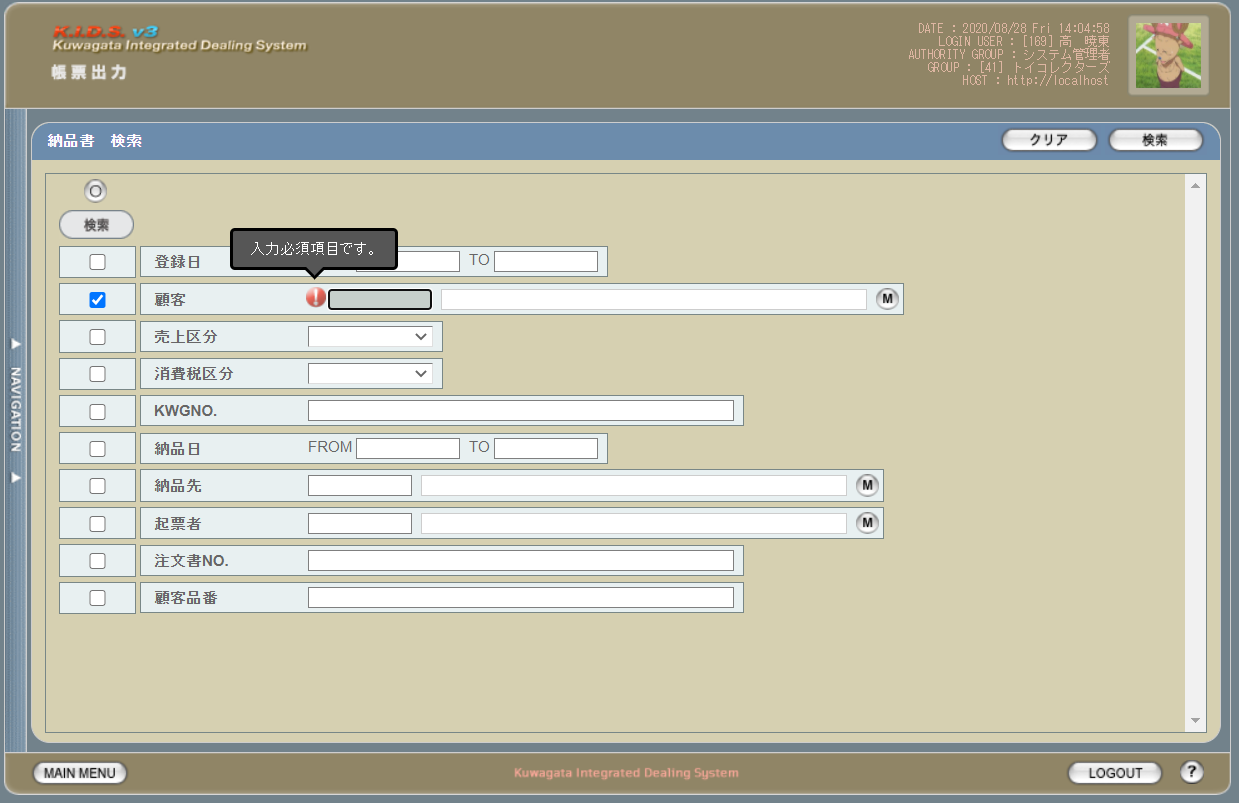 K.I.D.S. v3
Kuwagata Integrated Dealing System
帳票出力
DATE : 2020/08/28 Fri 14:04:58
LOGIN USER : [169] 高 暁東
AUTHORITY GROUP : システム管理者
GROUP : [41] トイコレクターズ
HOST : http://localhost
納品書 検索
クリア
検索
検索
入力必須項目です。
登録日
TO
顧客
M
売上区分
消費税区分
KWGNO.
納品日 FROM TO
納品先
M
起票者
M
注文書NO.
顧客品番
NAVIGATION
MAIN MENU
Kuwagata Integrated Dealing System
LOGOUT
?